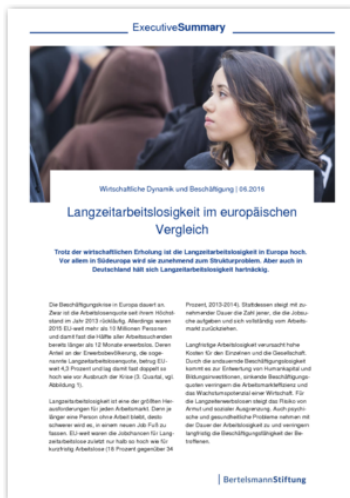 ExecutiveSummary
Wirtschaftliche Dynamik und Beschäftigung | 06.2016
Langzeitarbeitslosigkeit im europäischen
Vergleich
Trotz der wirtschaftlichen Erholung ist die Langzeitarbeitslosigkeit in Europa hoch.
Vor allem in Südeuropa wird sie zunehmend zum Strukturproblem. Aber auch in
Deutschland hält sich Langzeitarbeitslosigkeit hartnäckig.
Die Beschäftigungskrise in Europa dauert an.
Zwar ist die Arbeitslosenquote seit ihrem Höchst-
stand im Jahr 2013 rückläufig. Allerdings waren
2015 EU-weit mehr als 10 Millionen Personen
und damit fast die Hälfte aller Arbeitssuchenden
bereits länger als 12 Monate erwerbslos. Deren
Anteil an der Erwerbsbevölkerung, die soge-
nannte Langzeitarbeitslosenquote, betrug EU-
weit 4,3 Prozent und lag damit fast doppelt so
hoch wie vor Ausbruch der Krise (3. Quartal, vgl.
Abbildung 1).
Langzeitarbeitslosigkeit ist eine der größten Her-
ausforderungen für jeden Arbeitsmarkt. Denn je
länger eine Person ohne Arbeit bleibt, desto
schwerer wird es, in einem neuen Job Fuß zu
fassen. EU-weit waren die Jobchancen für Lang-
zeitarbeitslose zuletzt nur halb so hoch wie für
kurzfristig Arbeitslose (18 Prozent gegenüber 34
Prozent, 2013-2014). Stattdessen steigt mit zu-
nehmender Dauer die Zahl jener, die die Jobsu-
che aufgeben und sich vollständig vom Arbeits-
markt zurückziehen.
Langfristige Arbeitslosigkeit verursacht hohe
Kosten für den Einzelnen und die Gesellschaft.
Durch die andauernde Beschäftigungslosigkeit
kommt es zur Entwertung von Humankapital und
Bildungsinvestitionen, sinkende Beschäftigungs-
quoten verringern die Arbeitsmarkteffizienz und
das Wachstumspotenzial einer Wirtschaft. Für
die Langzeiterwerbslosen steigt das Risiko von
Armut und sozialer Ausgrenzung. Auch psychi-
sche und gesundheitliche Probleme nehmen mit
der Dauer der Arbeitslosigkeit zu und verringern
langfristig die Beschäftigungsfähigkeit der Be-
troffenen.
BertelsmannStiftung